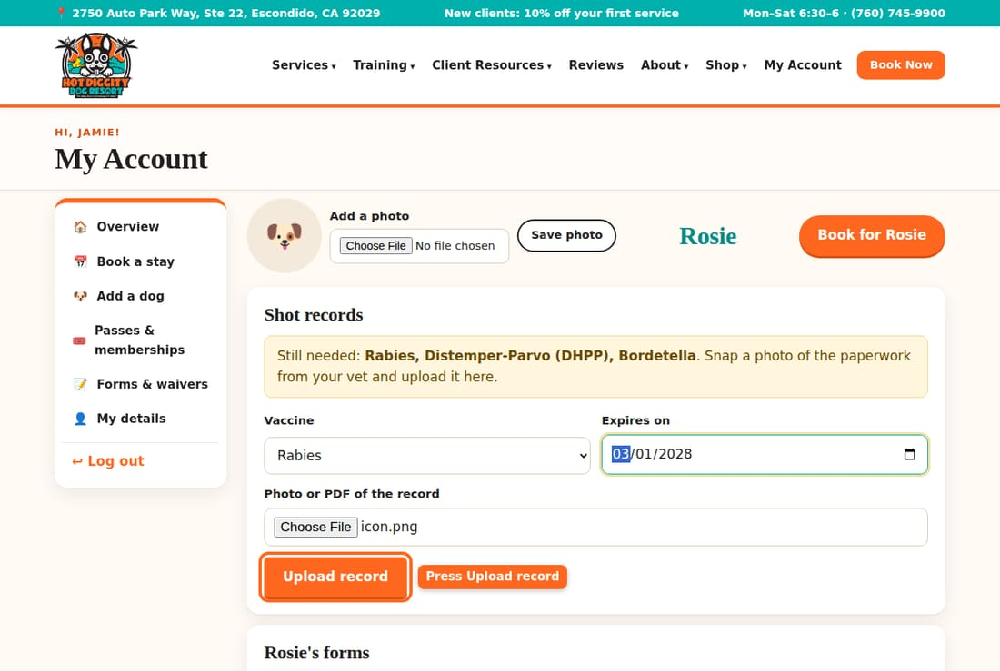 📍 2750 Auto Park Way, Ste 22, Escondido, CA 92029
New clients: 10% off your first service
Mon–Sat 6:30–6 · (760) 745-9900
HOT DIGGITY
DOG RESORT
Services ▾
Training ▾
Client Resources ▾
Reviews
About ▾
Shop ▾
My Account
Book Now
HI, JAMIE!
My Account
Overview
Book a stay
Add a dog
Passes &
memberships
Forms & waivers
My details
↩ Log out
Add a photo
Choose File No file chosen
Save photo
Rosie
Book for Rosie
Shot records
Still needed: Rabies, Distemper-Parvo (DHPP), Bordetella. Snap a photo of the paperwork
from your vet and upload it here.
Vaccine
Expires on
Rabies
03/01/2028
Photo or PDF of the record
Choose File icon.png
Upload record
Press Upload record
Rosie's forms